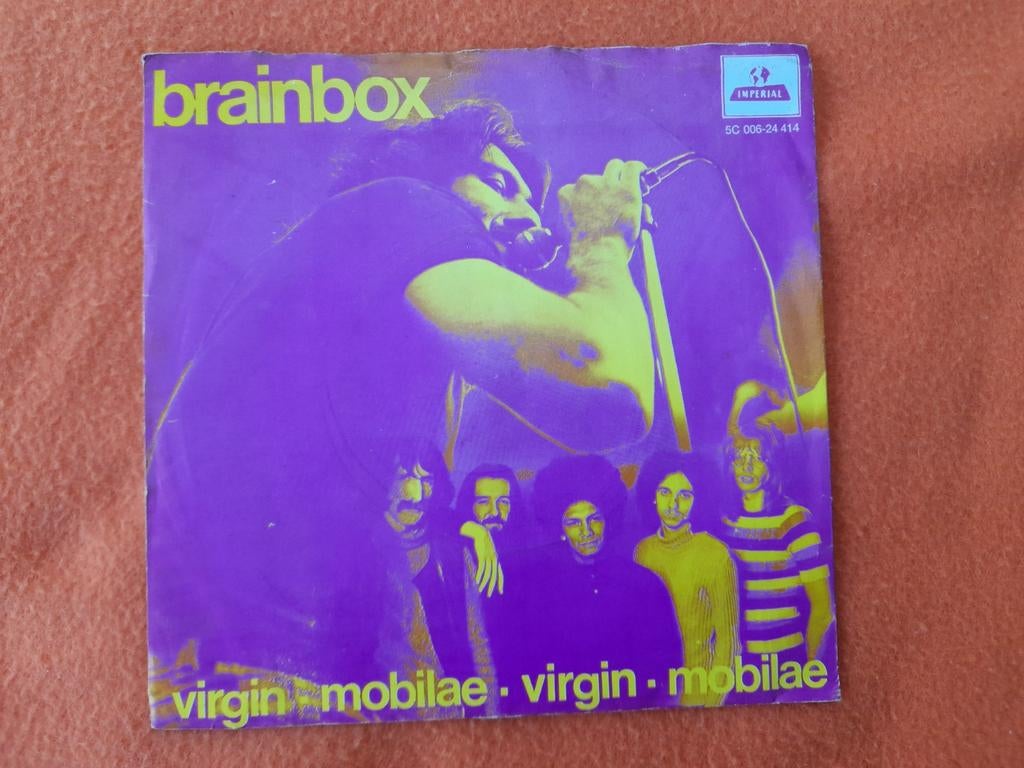 brainbox
IMPERIAL
5C 006-24 414
virgin · mobilae · virgin · mobilae